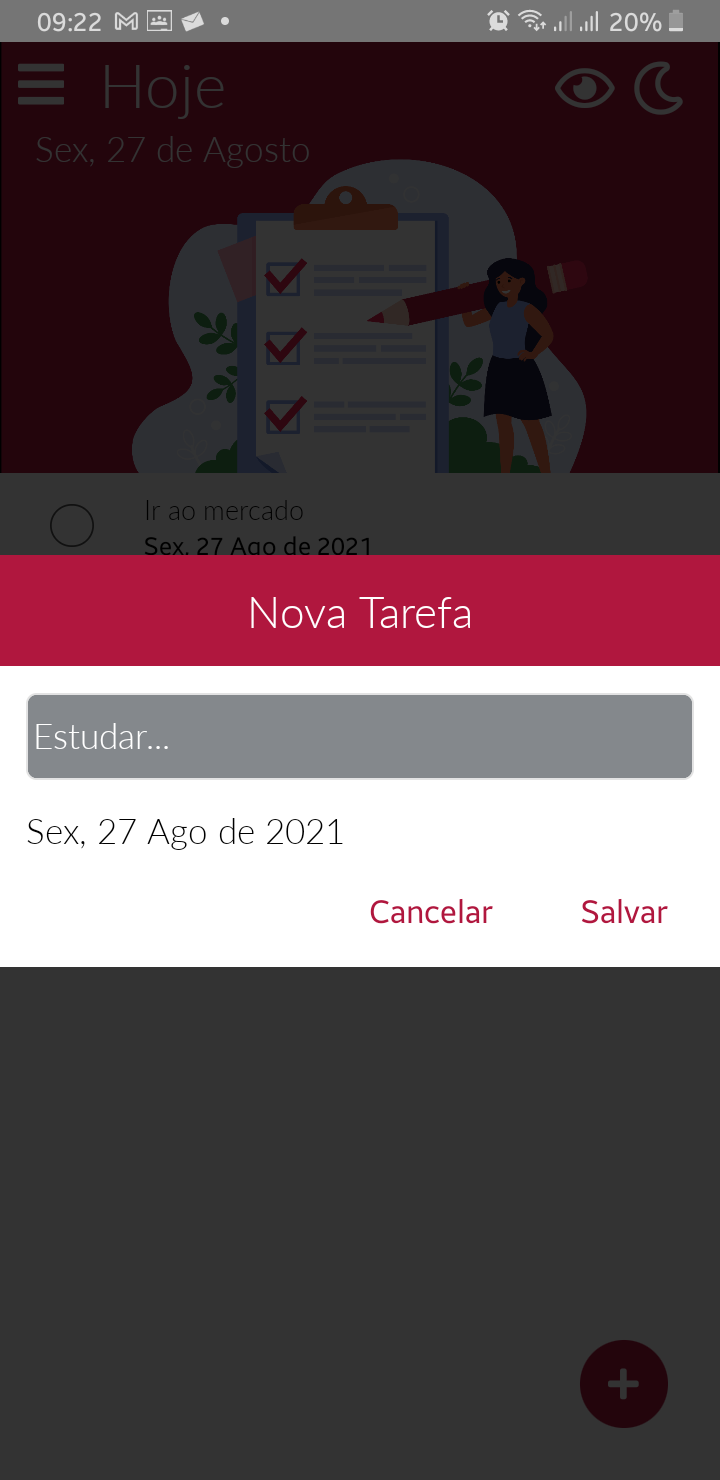 09:22
20%
Hoje
Sex, 27 de Agosto
Ir ao mercado
Sex, 27 Ago de 2021
Nova Tarefa
Estudar...
Sex, 27 Ago de 2021
Cancelar Salvar
+